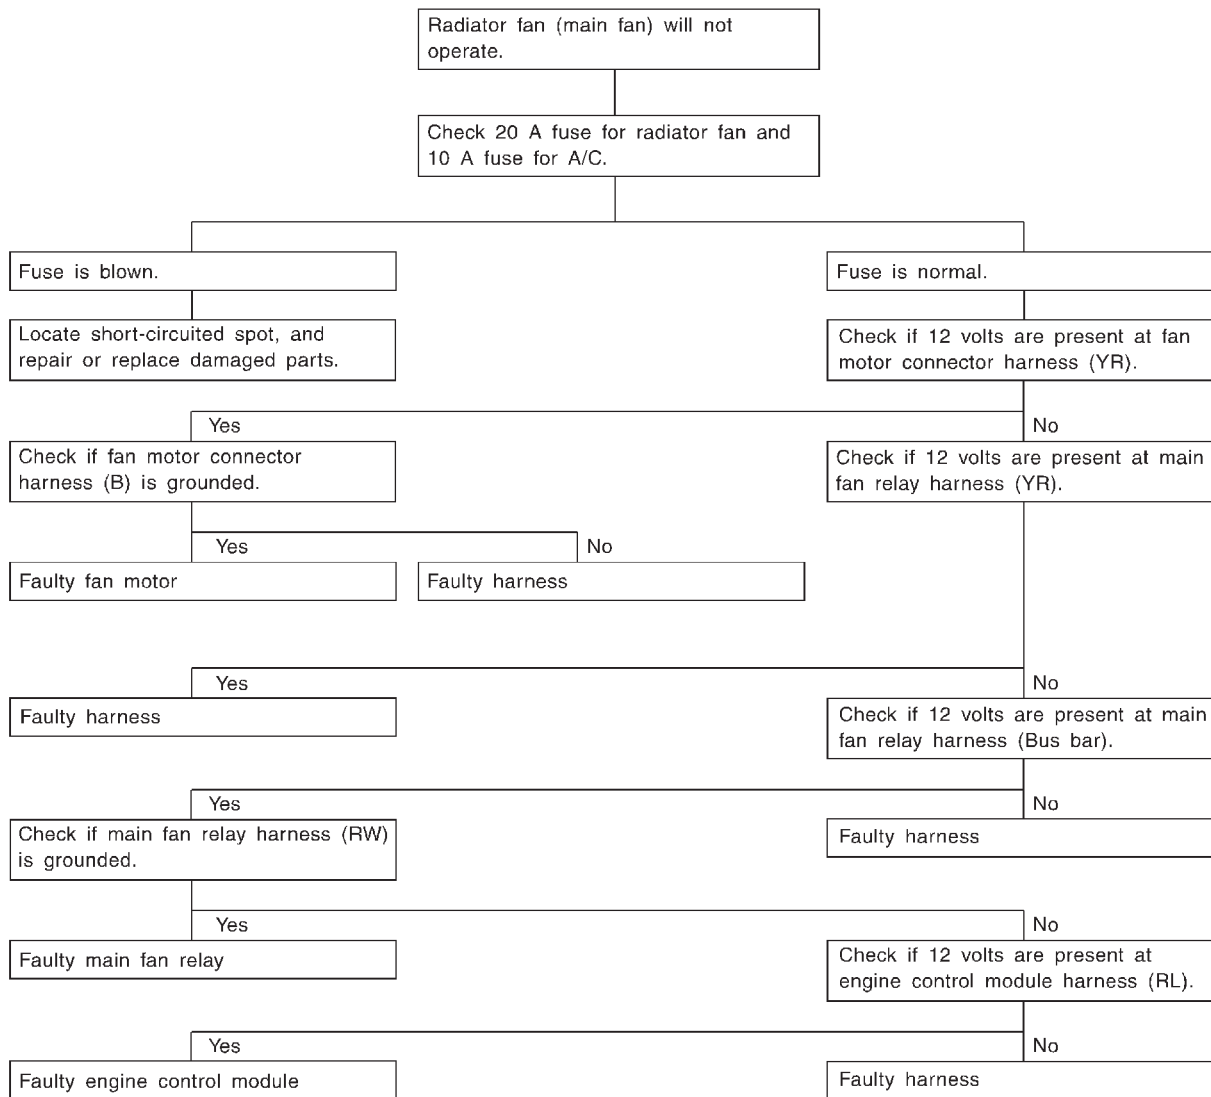 Radiator fan (main fan) will not
operate.
Check 20 A fuse for radiator fan and
10 A fuse for A/C.
Fuse is blown.
Fuse is normal.
Locate short-circuited spot, and
repair or replace damaged parts.
Check if 12 volts are present at fan
motor connector harness (YR).
Yes
No
Check if fan motor connector
harness (B) is grounded.
Check if 12 volts are present at main
fan relay harness (YR).
Yes
No
Faulty fan motor
Faulty harness
Yes
No
Faulty harness
Check if 12 volts are present at main
fan relay harness (Bus bar).
Yes
No
Check if main fan relay harness (RW)
is grounded.
Faulty harness
Yes
No
Faulty main fan relay
Check if 12 volts are present at
engine control module harness (RL).
Yes
No
Faulty engine control module
Faulty harness